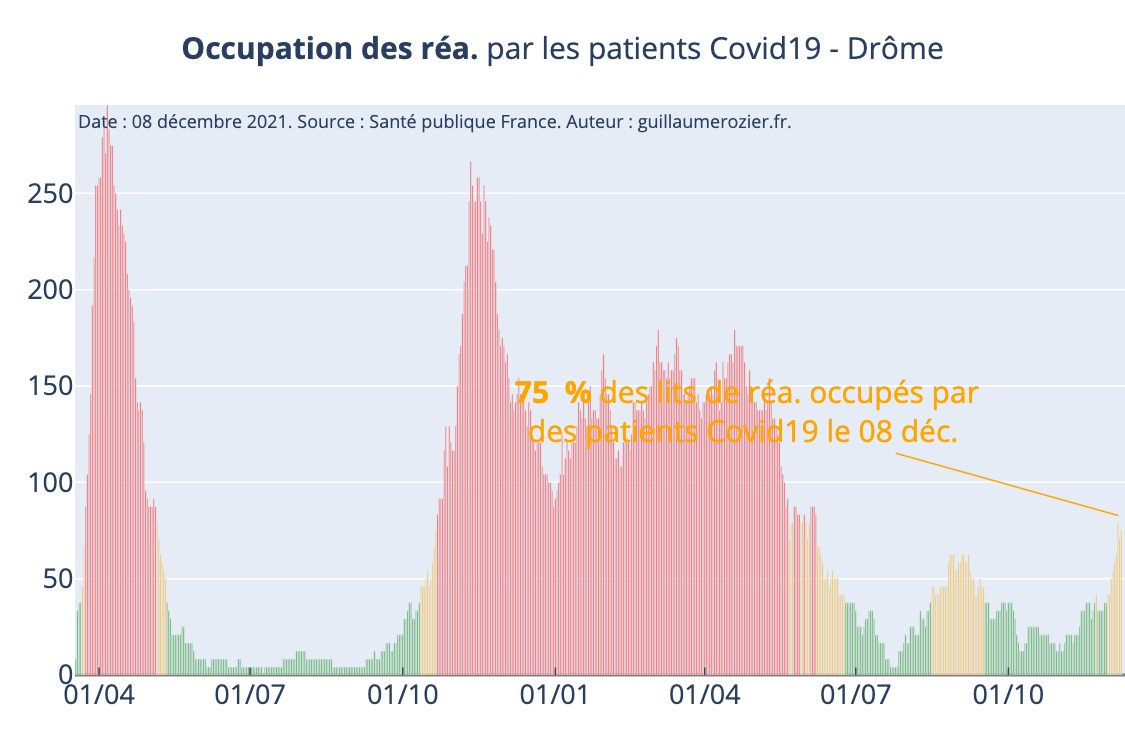 Occupation des réa. par les patients Covid19 - Drôme
Date : 08 décembre 2021. Source : Santé publique France. Auteur : guillaumerozier.fr.
250
200
150
100
50
0
75 % des lits de réa. occupés par
des patients Covid19 le 08 déc.
01/04 01/07 01/10 01/01 01/04 01/07 01/10